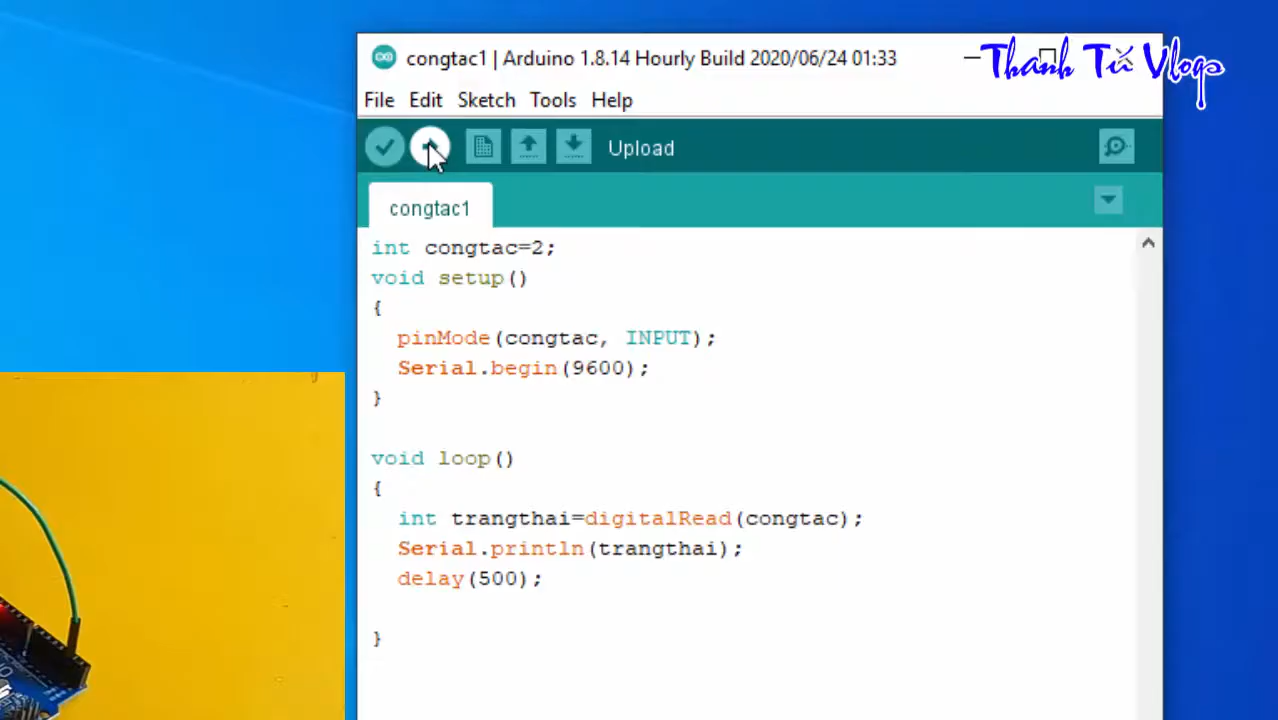 congtac1 | Arduino 1.8.14 Hourly Build 2020/06/24 01:33
Thanh Tú Vlogs
File Edit Sketch Tools Help
Upload
congtac1
int congtac=2;
void setup()
{
  pinMode(congtac, INPUT);
  Serial.begin(9600);
}
void loop()
{
  int trangthai=digitalRead(congtac);
  Serial.println(trangthai);
  delay(500);
}